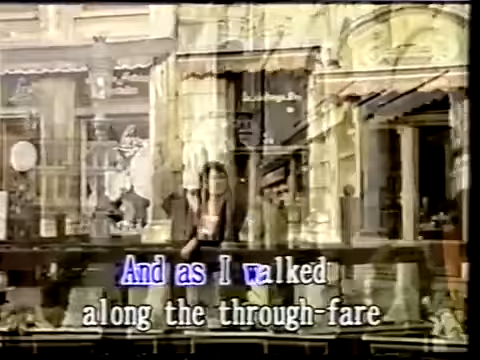 And as I walked
along the through-fare